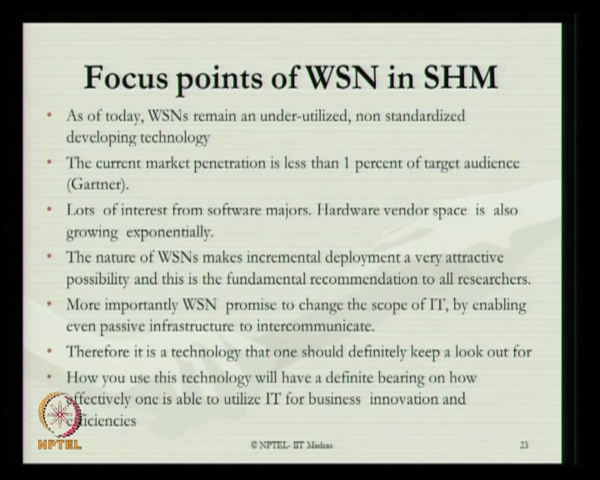 Focus points of WSN in SHM
• As of today, WSNs remain an under-utilized, non standardized
developing technology
• The current market penetration is less than 1 percent of target audience
(Gartner).
• Lots of interest from software majors. Hardware vendor space is also
growing exponentially.
• The nature of WSNs makes incremental deployment a very attractive
possibility and this is the fundamental recommendation to all researchers.
• More importantly WSN promise to change the scope of IT, by enabling
even passive infrastructure to intercommunicate.
• Therefore it is a technology that one should definitely keep a look out for
• How you use this technology will have a definite bearing on how
effectively one is able to utilize IT for business innovation and
efficiencies
NPTEL
© NPTEL- IIT Madras
23